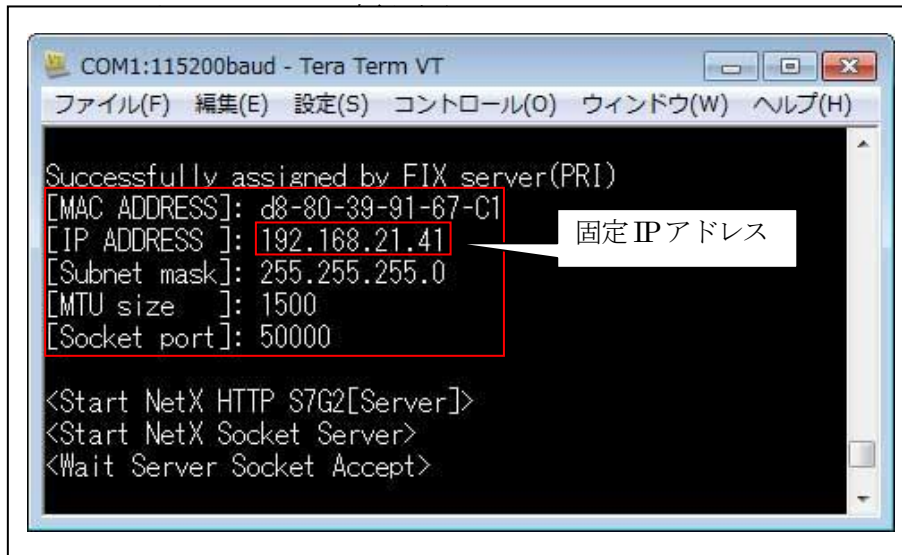 COM1:115200baud - Tera Term VT
ファイル(F) 編集(E) 設定(S) コントロール(O) ウィンドウ(W) ヘルプ(H)
Successfully assigned by FIX server(PRI)
[MAC ADDRESS]: d8-80-39-91-67-C1
[IP ADDRESS ]: 192.168.21.41
固定IPアドレス
[Subnet mask]: 255.255.255.0
[MTU size   ]: 1500
[Socket port]: 50000
<Start NetX HTTP S7G2[Server]>
<Start NetX Socket Server>
<Wait Server Socket Accept>